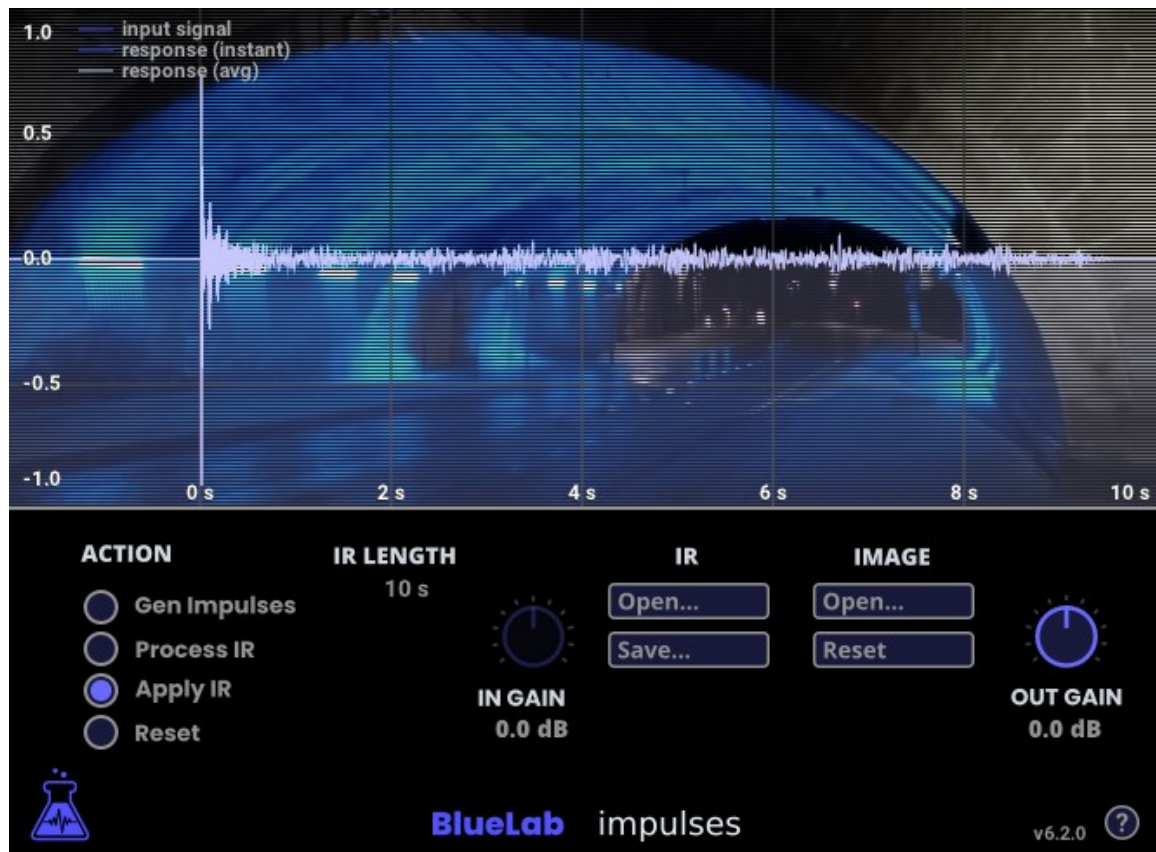 1.0
input signal
response (instant)
response (avg)
0.5
0.0
-0.5
-1.0
0 s 2 s 4 s 6 s 8 s 10 s
ACTION IR LENGTH IR IMAGE
10 s
Gen Impulses Open... Open...
Process IR Save... Reset
Apply IR IN GAIN OUT GAIN
Reset 0.0 dB 0.0 dB
BlueLab impulses
v6.2.0 ?